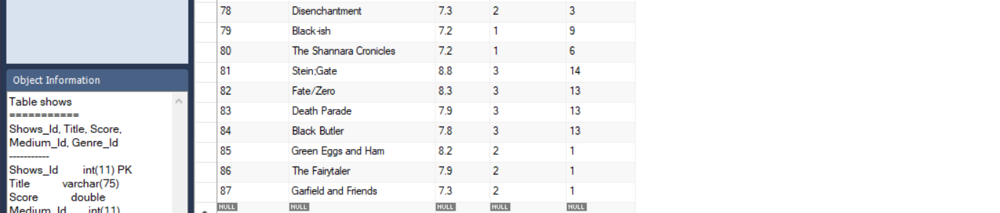 78 Disenchantment 7.3 2 3
79 Black-ish 7.2 1 9
80 The Shannara Cronicles 7.2 1 6
81 Stein;Gate 8.8 3 14
82 Fate/Zero 8.3 3 13
83 Death Parade 7.9 3 13
84 Black Butler 7.8 3 13
85 Green Eggs and Ham 8.2 2 1
86 The Fairytaler 7.9 2 1
87 Garfield and Friends 7.3 2 1
NULL NULL NULL NULL NULL
Object Information
Table shows
===========
Shows_Id, Title, Score,
Medium_Id, Genre_Id
-----------
Shows_Id int(11) PK
Title varchar(75)
Score double
Medium_Id int(11)